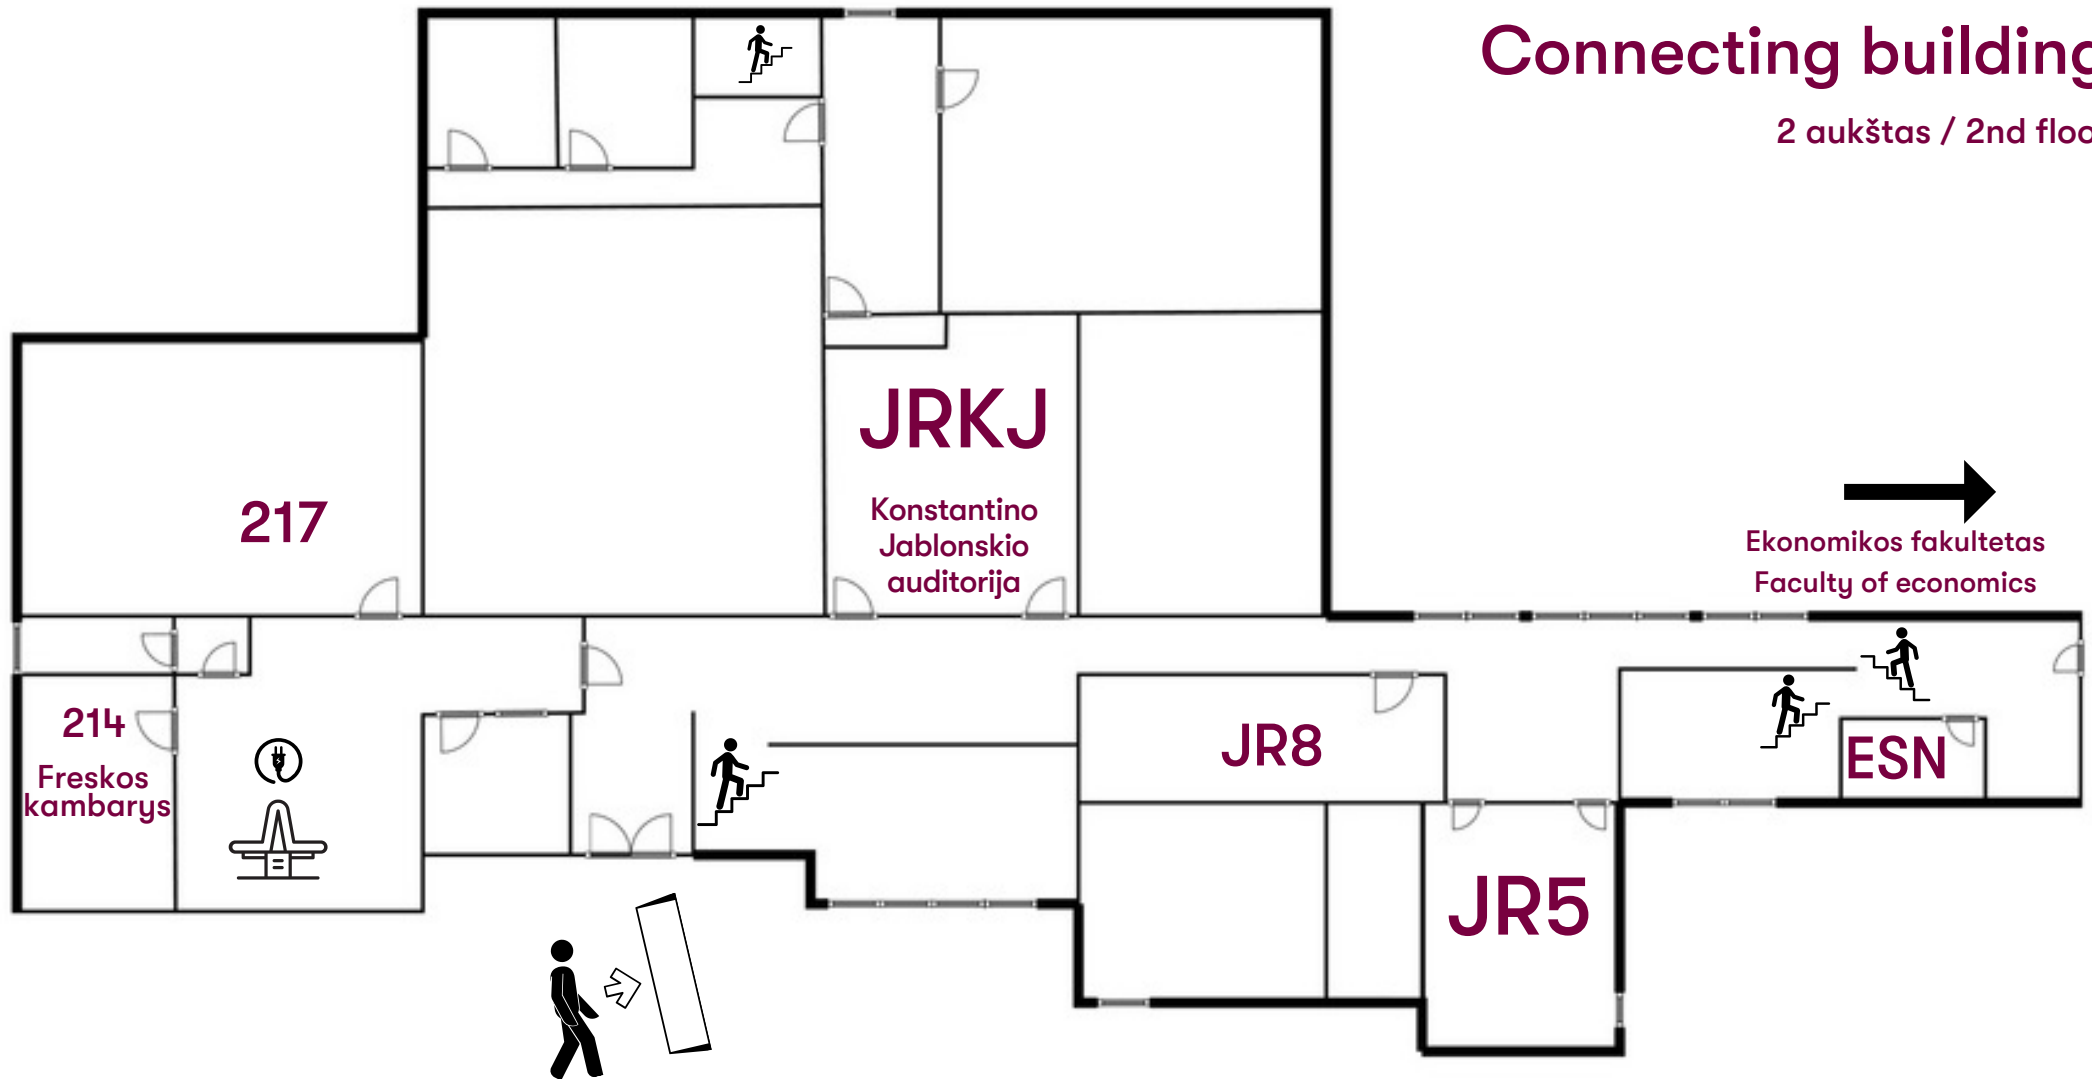 Connecting building
2 aukštas / 2nd floo
JRKJ
Konstantino
Jablonskio
auditorija
217
Ekonomikos fakultetas
Faculty of economics
214
Freskos
kambarys
JR8
ESN
JR5